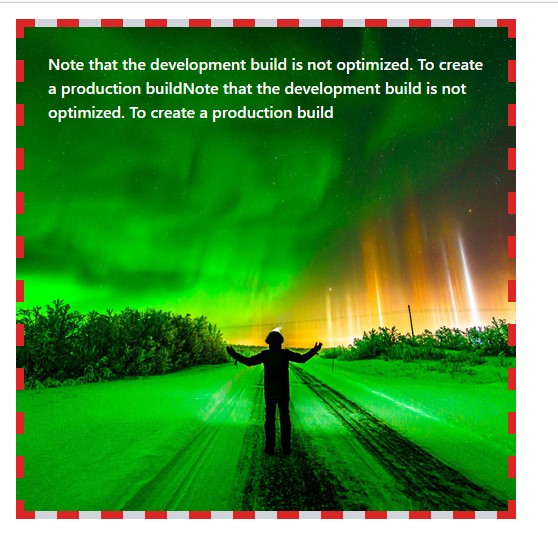 Note that the development build is not optimized. To create
a production buildNote that the development build is not
optimized. To create a production build